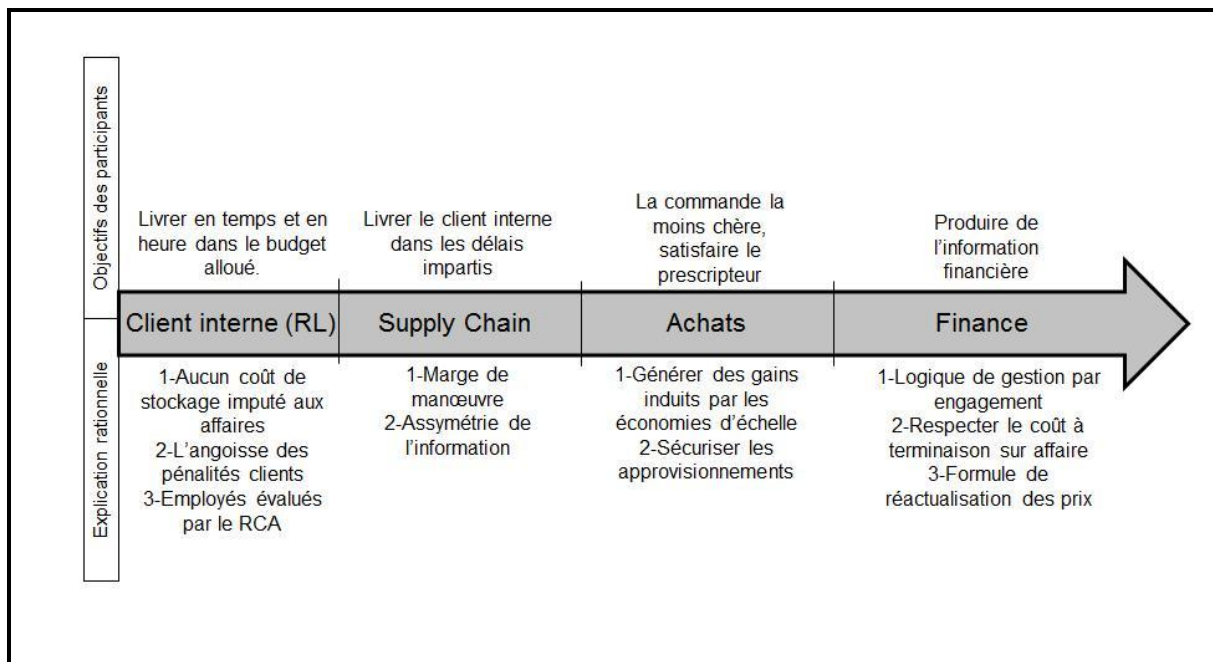 Objectifs des participants
Livrer en temps et en
heure dans le budget
alloué.
Livrer le client interne
dans les délais
impartis
La commande la
moins chère,
satisfaire le
prescripteur
Produire de
l'information
financière
Client interne (RL)
Supply Chain
Achats
Finance
Explication rationnelle
1-Aucun coût de
stockage imputé aux
affaires
2-L'angoisse des
pénalités clients
3-Employés évalués
par le RCA
1-Marge de
manœuvre
2-Assymétrie de
l'information
1-Générer des gains
induits par les
économies d'échelle
2-Sécuriser les
approvisionnements
1-Logique de gestion par
engagement
2-Respecter le coût à
terminaison sur affaire
3-Formule de
réactualisation des prix